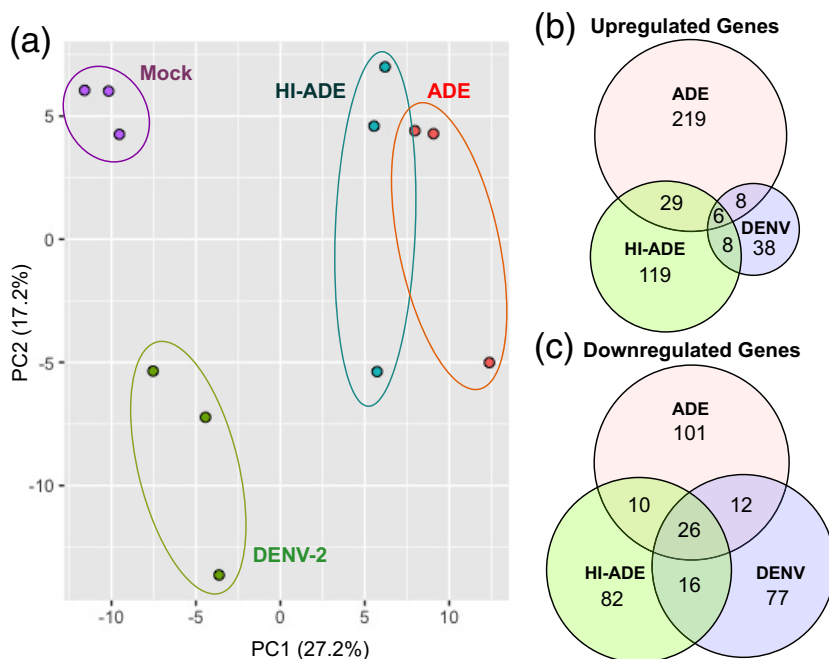 (a)
Mock
HI-ADE
ADE
DENV-2
5
0
-5
-10
PC2 (17.2%)
-10
-5
0
5
10
PC1 (27.2%)
(b)
Upregulated Genes
ADE
219
29
6
8
DENV
38
8
HI-ADE
119
(c)
Downregulated Genes
ADE
101
10
12
26
HI-ADE
82
16
DENV
77